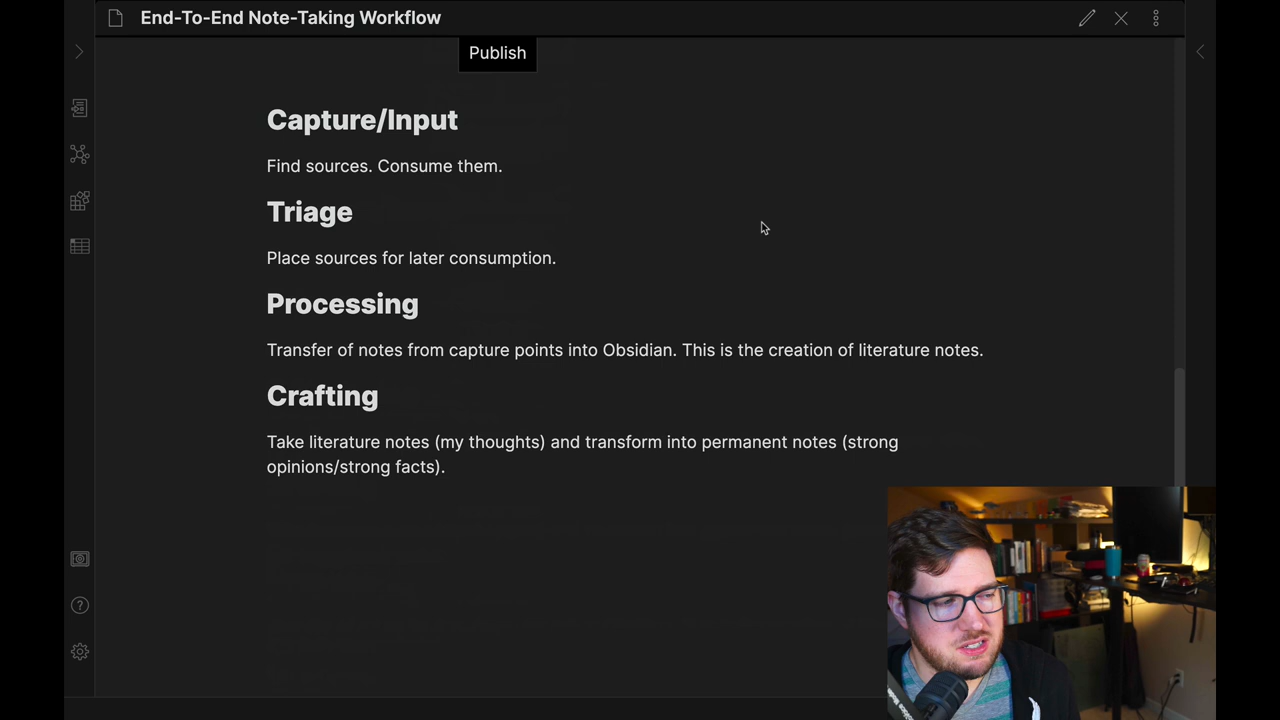 End-To-End Note-Taking Workflow
Publish
Capture/Input
Find sources. Consume them.
Triage
Place sources for later consumption.
Processing
Transfer of notes from capture points into Obsidian. This is the creation of literature notes.
Crafting
Take literature notes (my thoughts) and transform into permanent notes (strong
opinions/strong facts).